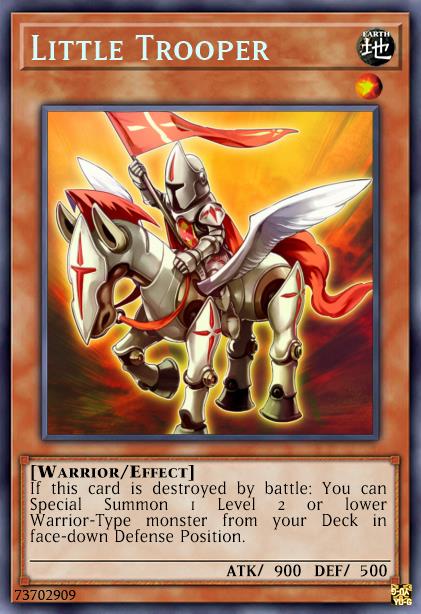 LITTLE TROOPER
EARTH
地
[WARRIOR/EFFECT]
If this card is destroyed by battle: You can
Special Summon 1 Level 2 or lower
Warrior-Type monster from your Deck in
face-down Defense Position.
ATK/ 900 DEF/ 500
73702909